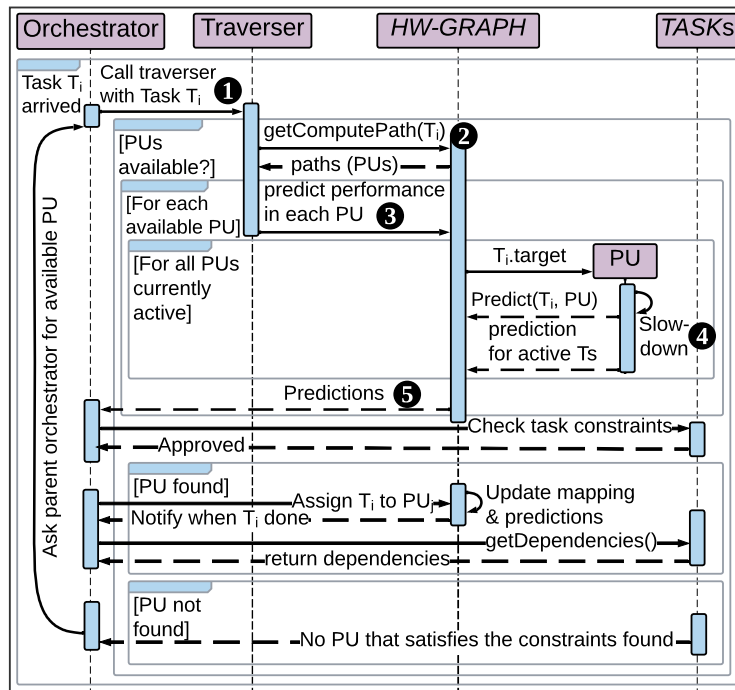 Orchestrator
Traverser
HW-GRAPH
TASKs
Task Ti
arrived
Call traverser
with Task Ti
1
[PUs
available?]
getComputePath(Ti)
2
paths (PUs)
[For each
available PU]
predict performance
in each PU
3
[For all PUs
currently
active]
Ti.target
PU
Predict(Ti, PU)
Slow-
down
4
prediction
for active Ts
Predictions
5
Check task constraints
Approved
[PU found]
Assign Ti to PUj
Update mapping
& predictions
Notify when Ti done
getDependencies()
return dependencies
[PU not
found]
No PU that satisfies the constraints found
Ask parent orchestrator for available PU